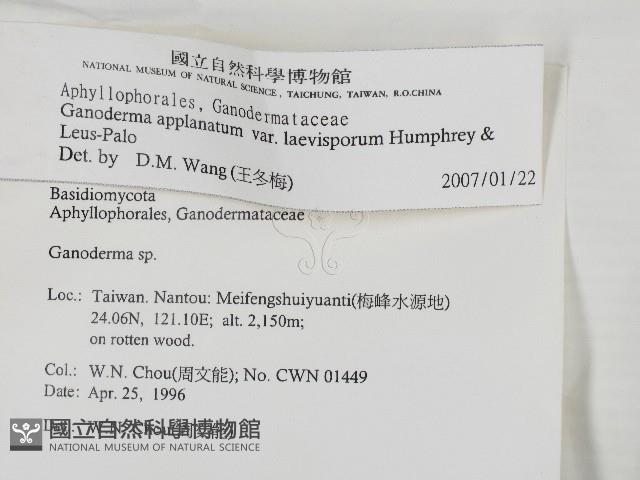 國立自然科學博物館
NATIONAL MUSEUM OF NATURAL SCIENCE, TAICHUNG, TAIWAN, R.O.CHINA
Aphyllophorales, Ganodermataceae
Ganoderma applanatum var. laevisporum Humphrey &
Leus-Palo
Det. by D.M. Wang (王冬梅)
2007/01/22
Basidiomycota
Aphyllophorales, Ganodermataceae
Ganoderma sp.
Loc.: Taiwan. Nantou: Meifengshuiyuanti(梅峰水源地)
24.06N, 121.10E; alt. 2,150m;
on rotten wood.
Col.: W.N. Chou(周文能); No. CWN 01449
Date: Apr. 25, 1996
W.N. Chou
國立自然科學博物館
NATIONAL MUSEUM OF NATURAL SCIENCE